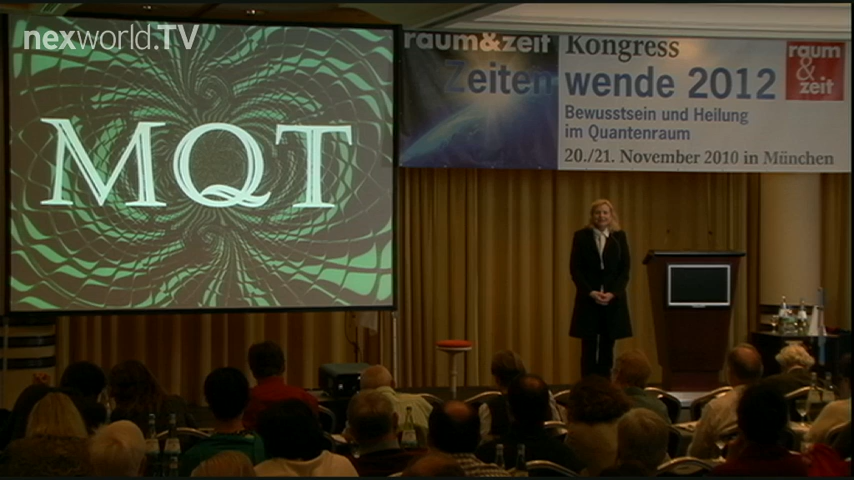 nexworld.TV
MQT
raum&zeit Kongress
Zeitenwende 2012
Bewusstsein und Heilung
im Quantenraum
20./21. November 2010 in München
raum
&
zeit